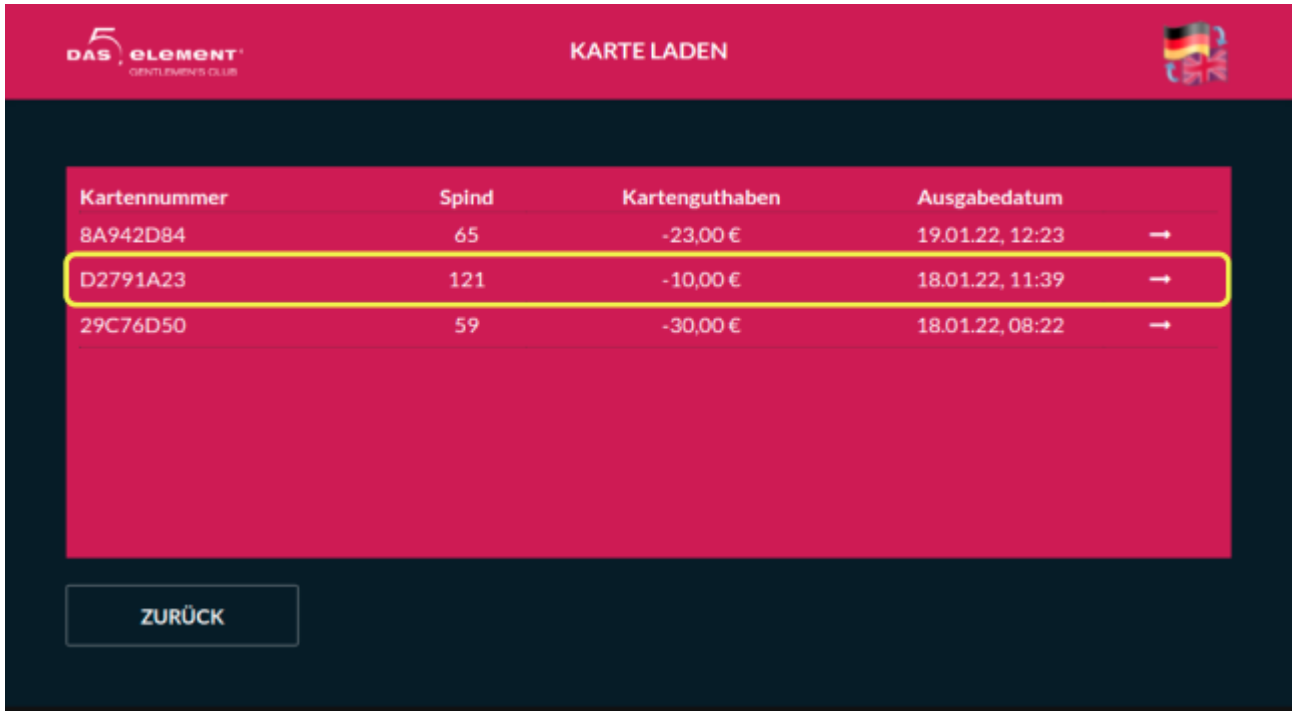 DAS 5 ELEMENT
GENTLEMEN'S CLUB
KARTE LADEN
Kartennummer Spind Kartenguthaben Ausgabedatum
8A942D84 65 -23,00 € 19.01.22, 12:23 →
D2791A23 121 -10,00 € 18.01.22, 11:39 →
29C76D50 59 -30,00 € 18.01.22, 08:22 →
ZURÜCK